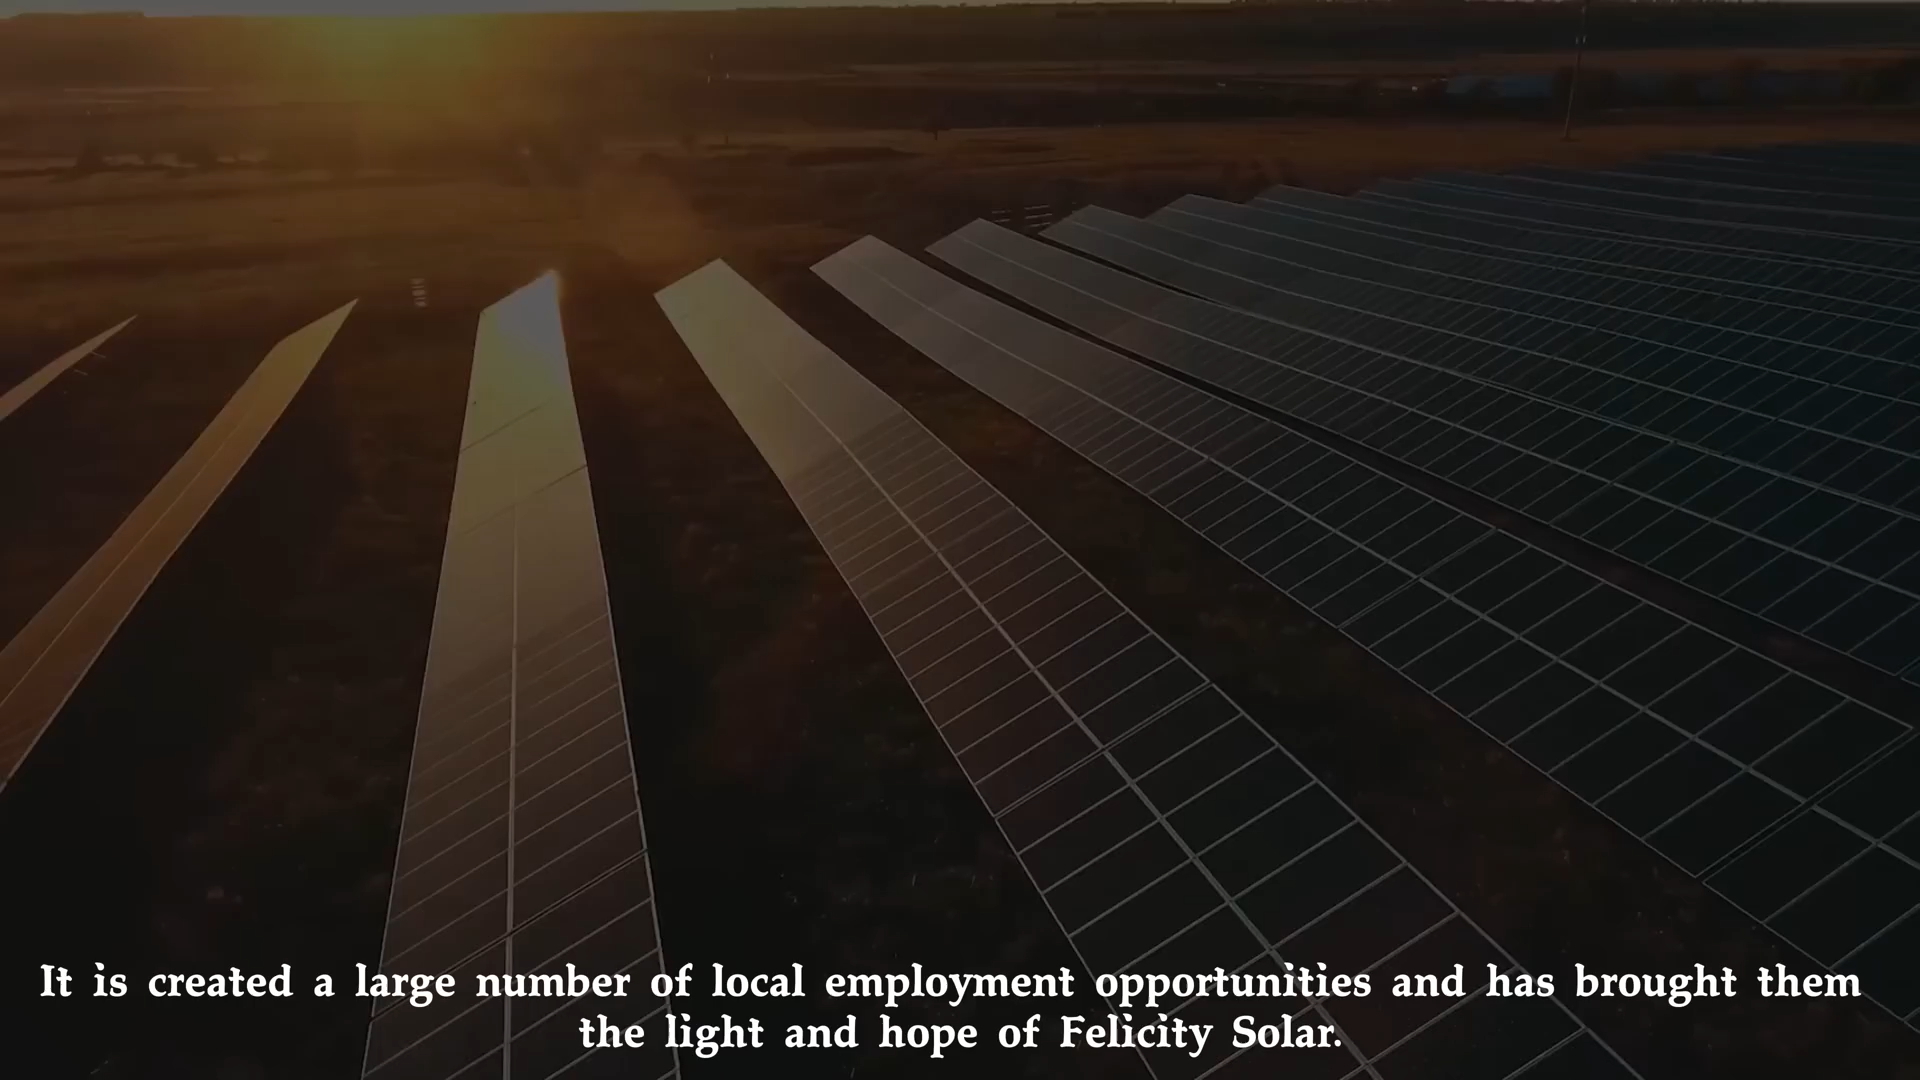 It is created a large number of local employment opportunities and has brought them
the light and hope of Felicity Solar.